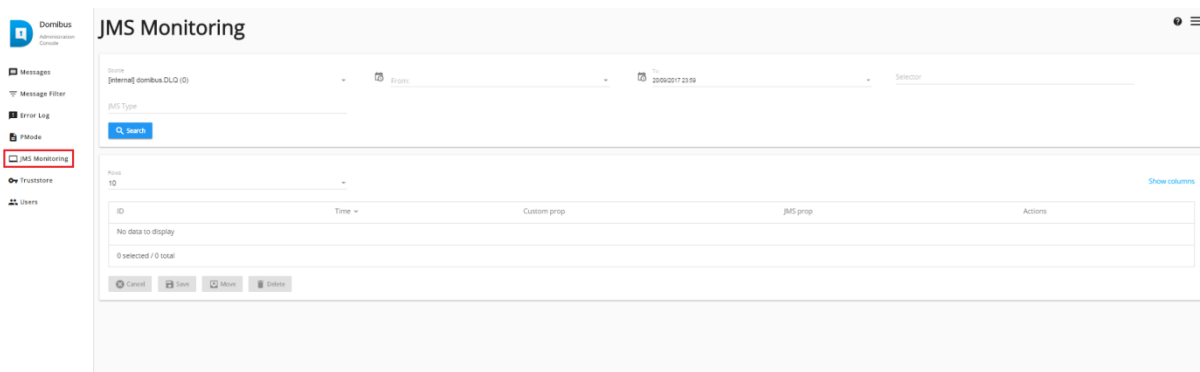 Domibus
Administration
Console
JMS Monitoring
Messages
Message Filter
Error Log
PMode
JMS Monitoring
Truststore
Users
Source
[internal] domibus.DLQ (0)
From:
To:
20/09/2017 23:59
Selector
JMS Type
Search
Rows
10
Show columns
ID Time Custom prop JMS prop Actions
No data to display
0 selected / 0 total
Cancel Save Move Delete